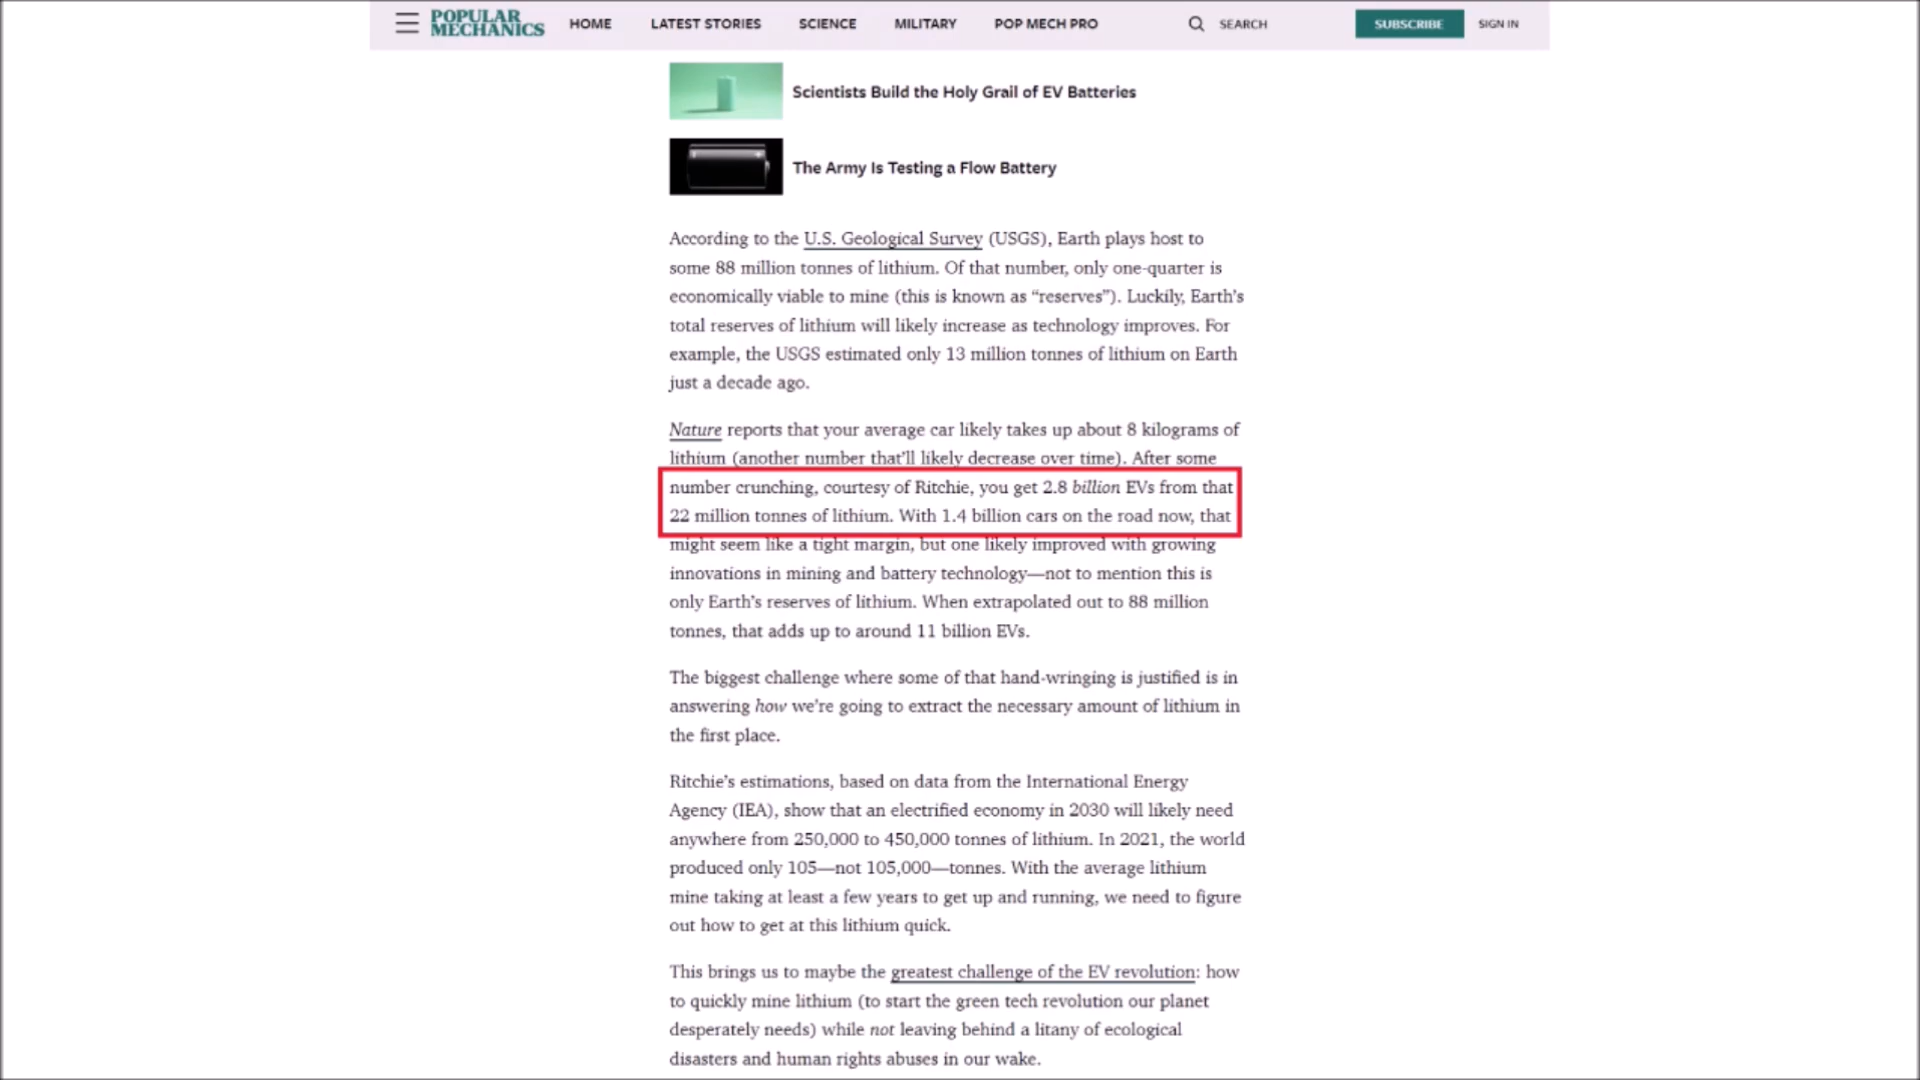 POPULAR
MECHANICS
HOME
LATEST STORIES
SCIENCE
MILITARY
POP MECH PRO
SEARCH
SUBSCRIBE
SIGN IN
Scientists Build the Holy Grail of EV Batteries
The Army Is Testing a Flow Battery
According to the U.S. Geological Survey (USGS), Earth plays host to
some 88 million tonnes of lithium. Of that number, only one-quarter is
economically viable to mine (this is known as “reserves”). Luckily, Earth’s
total reserves of lithium will likely increase as technology improves. For
example, the USGS estimated only 13 million tonnes of lithium on Earth
just a decade ago.
Nature reports that your average car likely takes up about 8 kilograms of
lithium (another number that’ll likely decrease over time). After some
number crunching, courtesy of Ritchie, you get 2.8 billion EVs from that
22 million tonnes of lithium. With 1.4 billion cars on the road now, that
might seem like a tight margin, but one likely improved with growing
innovations in mining and battery technology—not to mention this is
only Earth’s reserves of lithium. When extrapolated out to 88 million
tonnes, that adds up to around 11 billion EVs.
The biggest challenge where some of that hand-wringing is justified is in
answering how we’re going to extract the necessary amount of lithium in
the first place.
Ritchie’s estimations, based on data from the International Energy
Agency (IEA), show that an electrified economy in 2030 will likely need
anywhere from 250,000 to 450,000 tonnes of lithium. In 2021, the world
produced only 105—not 105,000—tonnes. With the average lithium
mine taking at least a few years to get up and running, we need to figure
out how to get at this lithium quick.
This brings us to maybe the greatest challenge of the EV revolution: how
to quickly mine lithium (to start the green tech revolution our planet
desperately needs) while not leaving behind a litany of ecological
disasters and human rights abuses in our wake.